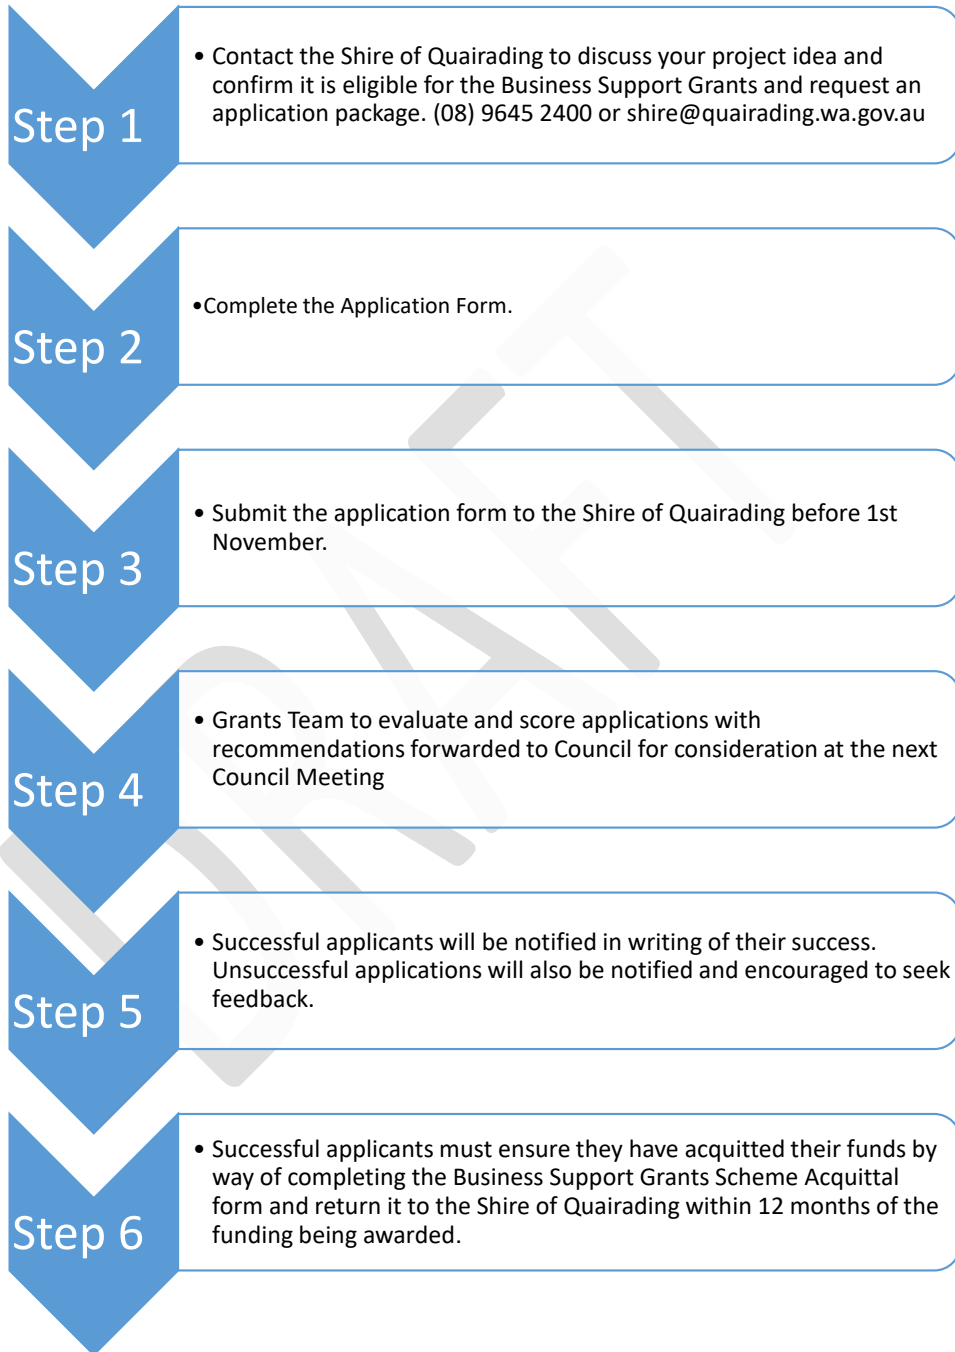 Step 1
• Contact the Shire of Quairading to discuss your project idea and
confirm it is eligible for the Business Support Grants and request an
application package. (08) 9645 2400 or shire@quairading.wa.gov.au
Step 2
•Complete the Application Form.
Step 3
• Submit the application form to the Shire of Quairading before 1st
November.
Step 4
• Grants Team to evaluate and score applications with
recommendations forwarded to Council for consideration at the next
Council Meeting
Step 5
• Successful applicants will be notified in writing of their success.
Unsuccessful applications will also be notified and encouraged to seek
feedback.
Step 6
• Successful applicants must ensure they have acquitted their funds by
way of completing the Business Support Grants Scheme Acquittal
form and return it to the Shire of Quairading within 12 months of the
funding being awarded.
DRAFT